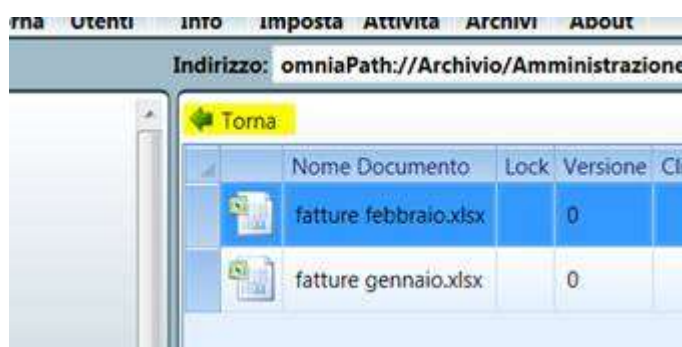 Utenti Info Imposta Attività Archivi About
Indirizzo: omniaPath://Archivio/Amministrazione
Torna
Nome Documento Lock Versione
fatture febbraio.xlsx 0
fatture gennaio.xlsx 0